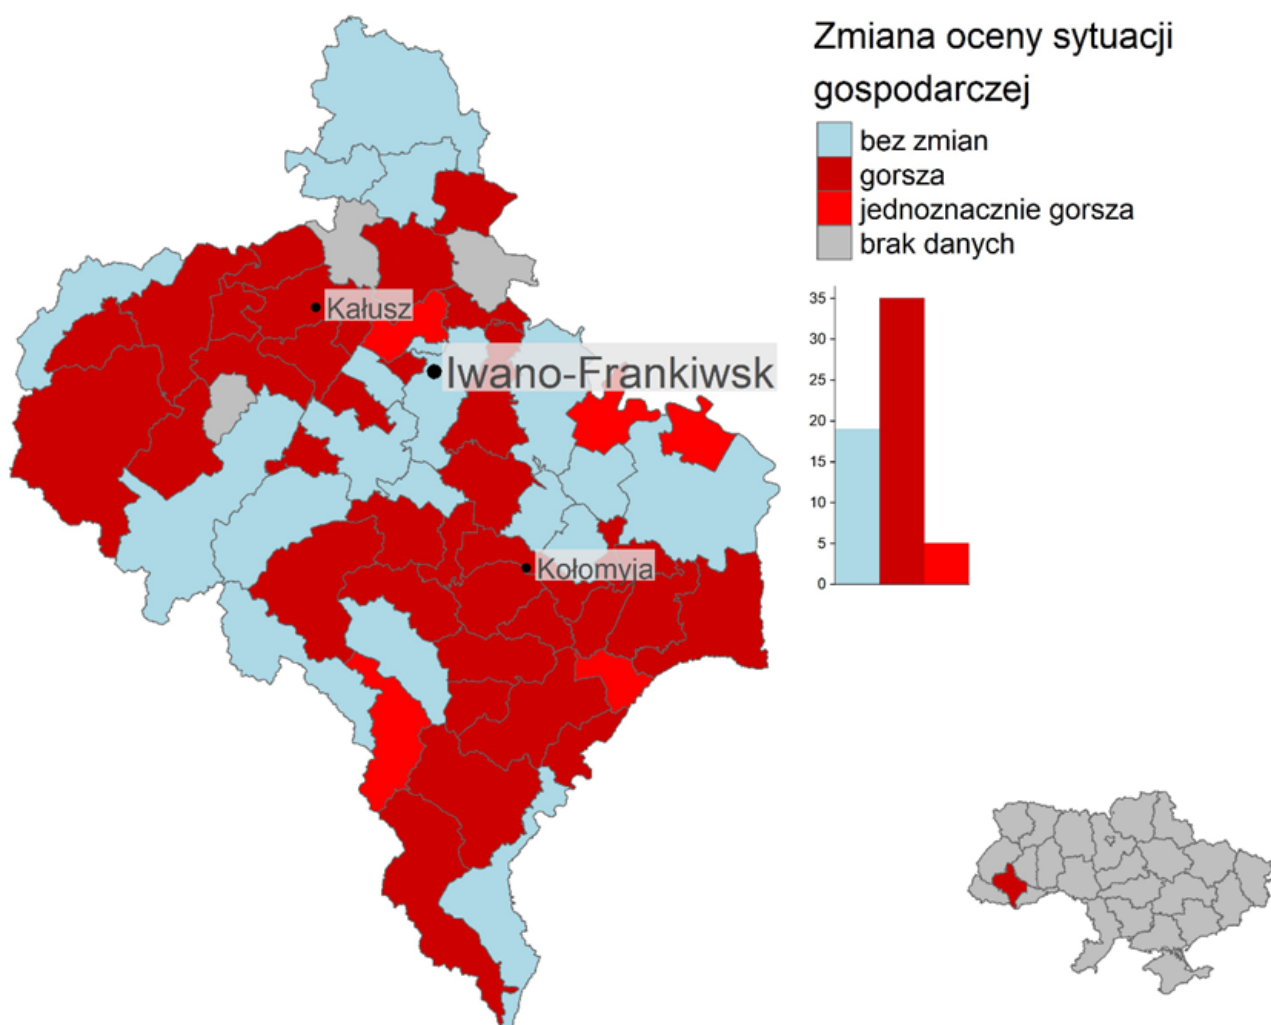 Zmiana oceny sytuacji
gospodarczej
bez zmian
gorsza
jednoznacznie gorsza
brak danych
35
30
25
20
15
10
5
0
Kałusz
Iwano-Frankiwsk
Kołomyja